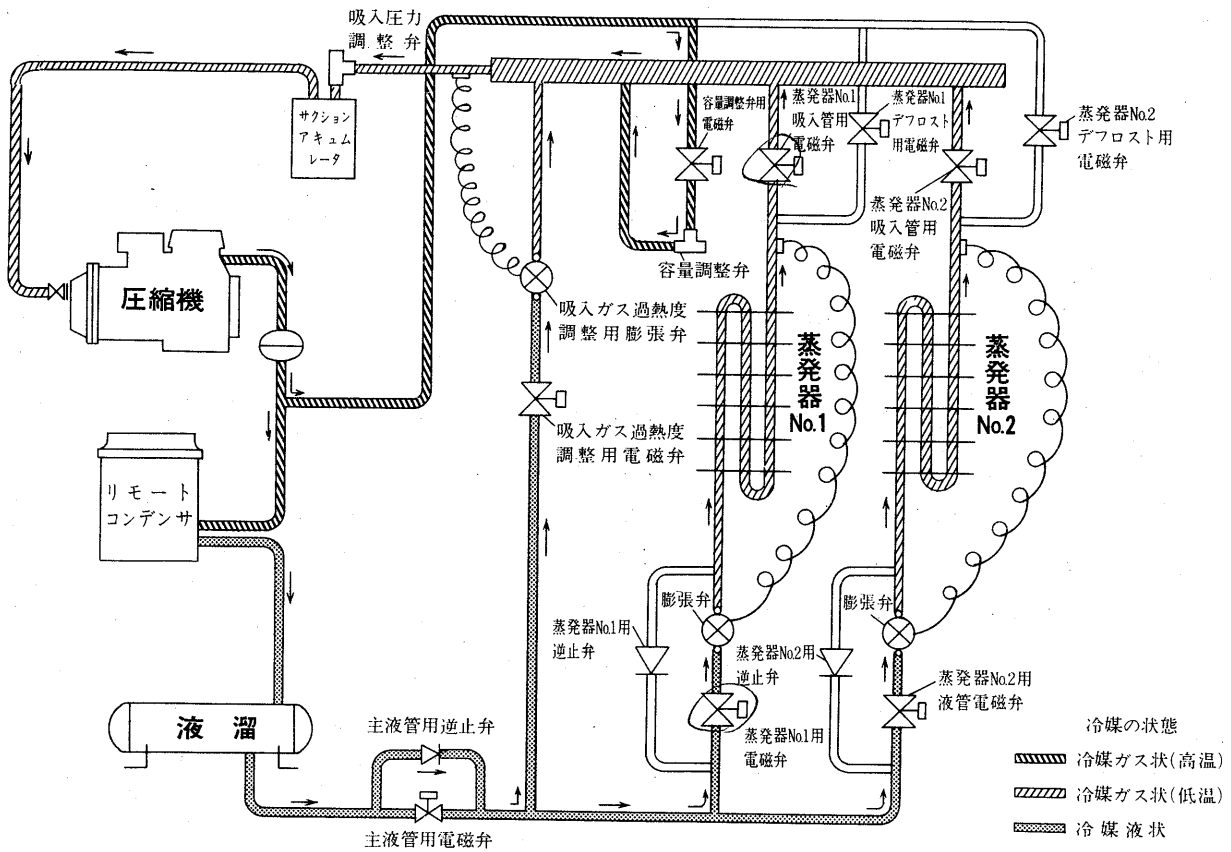 吸入圧力
調整弁
サクション
アキュム
レータ
容量調整弁用
電磁弁
蒸発器No.1
吸入管用
電磁弁
蒸発器No.1
デフロスト
用電磁弁
蒸発器No.2
デフロスト用
電磁弁
蒸発器No.2
吸入管用
電磁弁
容量調整弁
圧縮機
吸入ガス過熱度
調整用膨張弁
蒸発器
No.1
蒸発器
No.2
吸入ガス過熱度
調整用電磁弁
リモート
コンデンサ
膨張弁
膨張弁
蒸発器No.1用
逆止弁
蒸発器No.2用
逆止弁
蒸発器No.2用
液管電磁弁
液溜
主液管用逆止弁
蒸発器No.1用
電磁弁
主液管用電磁弁
冷媒の状態
冷媒ガス状(高温)
冷媒ガス状(低温)
冷媒液状